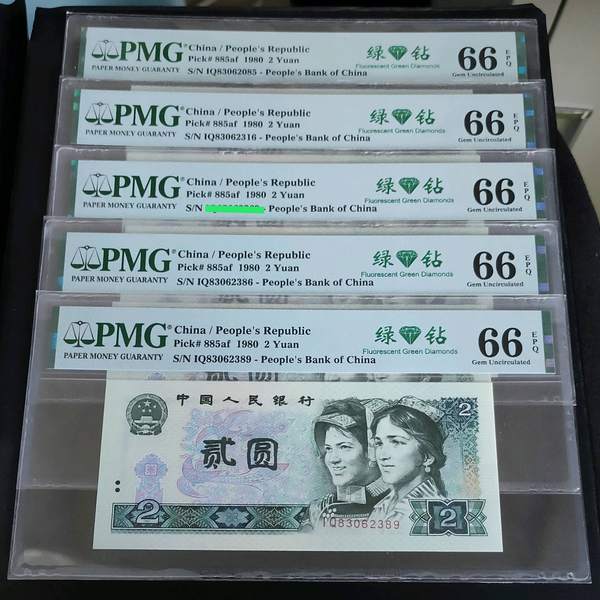 PMG
PAPER MONEY GUARANTY
China / People's Republic
Pick# 885af 1980 2 Yuan
S/N IQ83062085 - People's Bank of China
绿 钻
Fluorescent Green Diamonds
66 EPQ
Gem Uncirculated
PMG
PAPER MONEY GUARANTY
China / People's Republic
Pick# 885af 1980 2 Yuan
S/N IQ83062316 - People's Bank of China
绿 钻
Fluorescent Green Diamonds
66 EPQ
Gem Uncirculated
PMG
PAPER MONEY GUARANTY
China / People's Republic
Pick# 885af 1980 2 Yuan
S/N - People's Bank of China
绿 钻
Fluorescent Green Diamonds
66 EPQ
Gem Uncirculated
PMG
PAPER MONEY GUARANTY
China / People's Republic
Pick# 885af 1980 2 Yuan
S/N IQ83062386 - People's Bank of China
绿 钻
Fluorescent Green Diamonds
66 EPQ
Gem Uncirculated
PMG
PAPER MONEY GUARANTY
China / People's Republic
Pick# 885af 1980 2 Yuan
S/N IQ83062389 - People's Bank of China
绿 钻
Fluorescent Green Diamonds
66 EPQ
Gem Uncirculated
中国人民银行
2
贰圆
IQ83062389
2
2